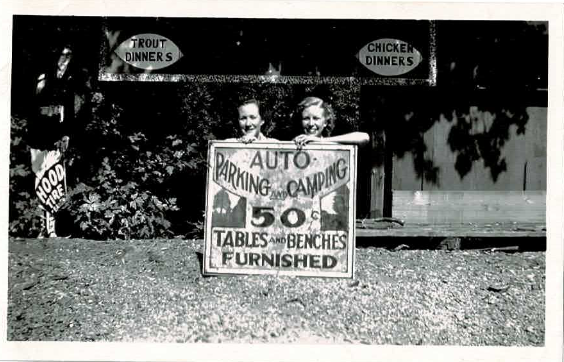 TROUT
DINNERS
CHICKEN
DINNERS
HOOD
TIRE
AUTO
PARKING AND CAMPING
50¢
TABLES AND BENCHES
FURNISHED